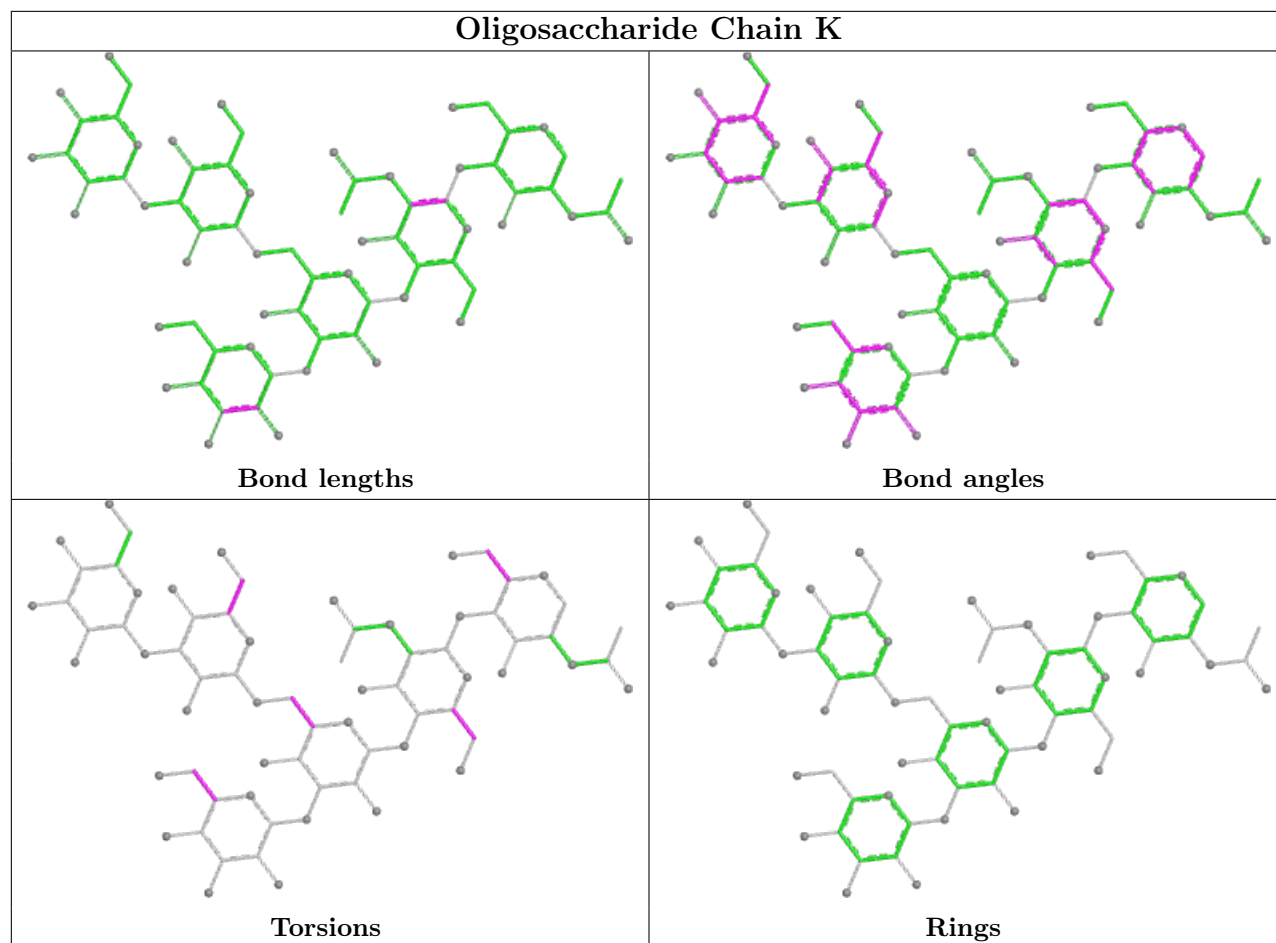 Oligosaccharide Chain K
Bond lengths
Bond angles
Torsions
Rings